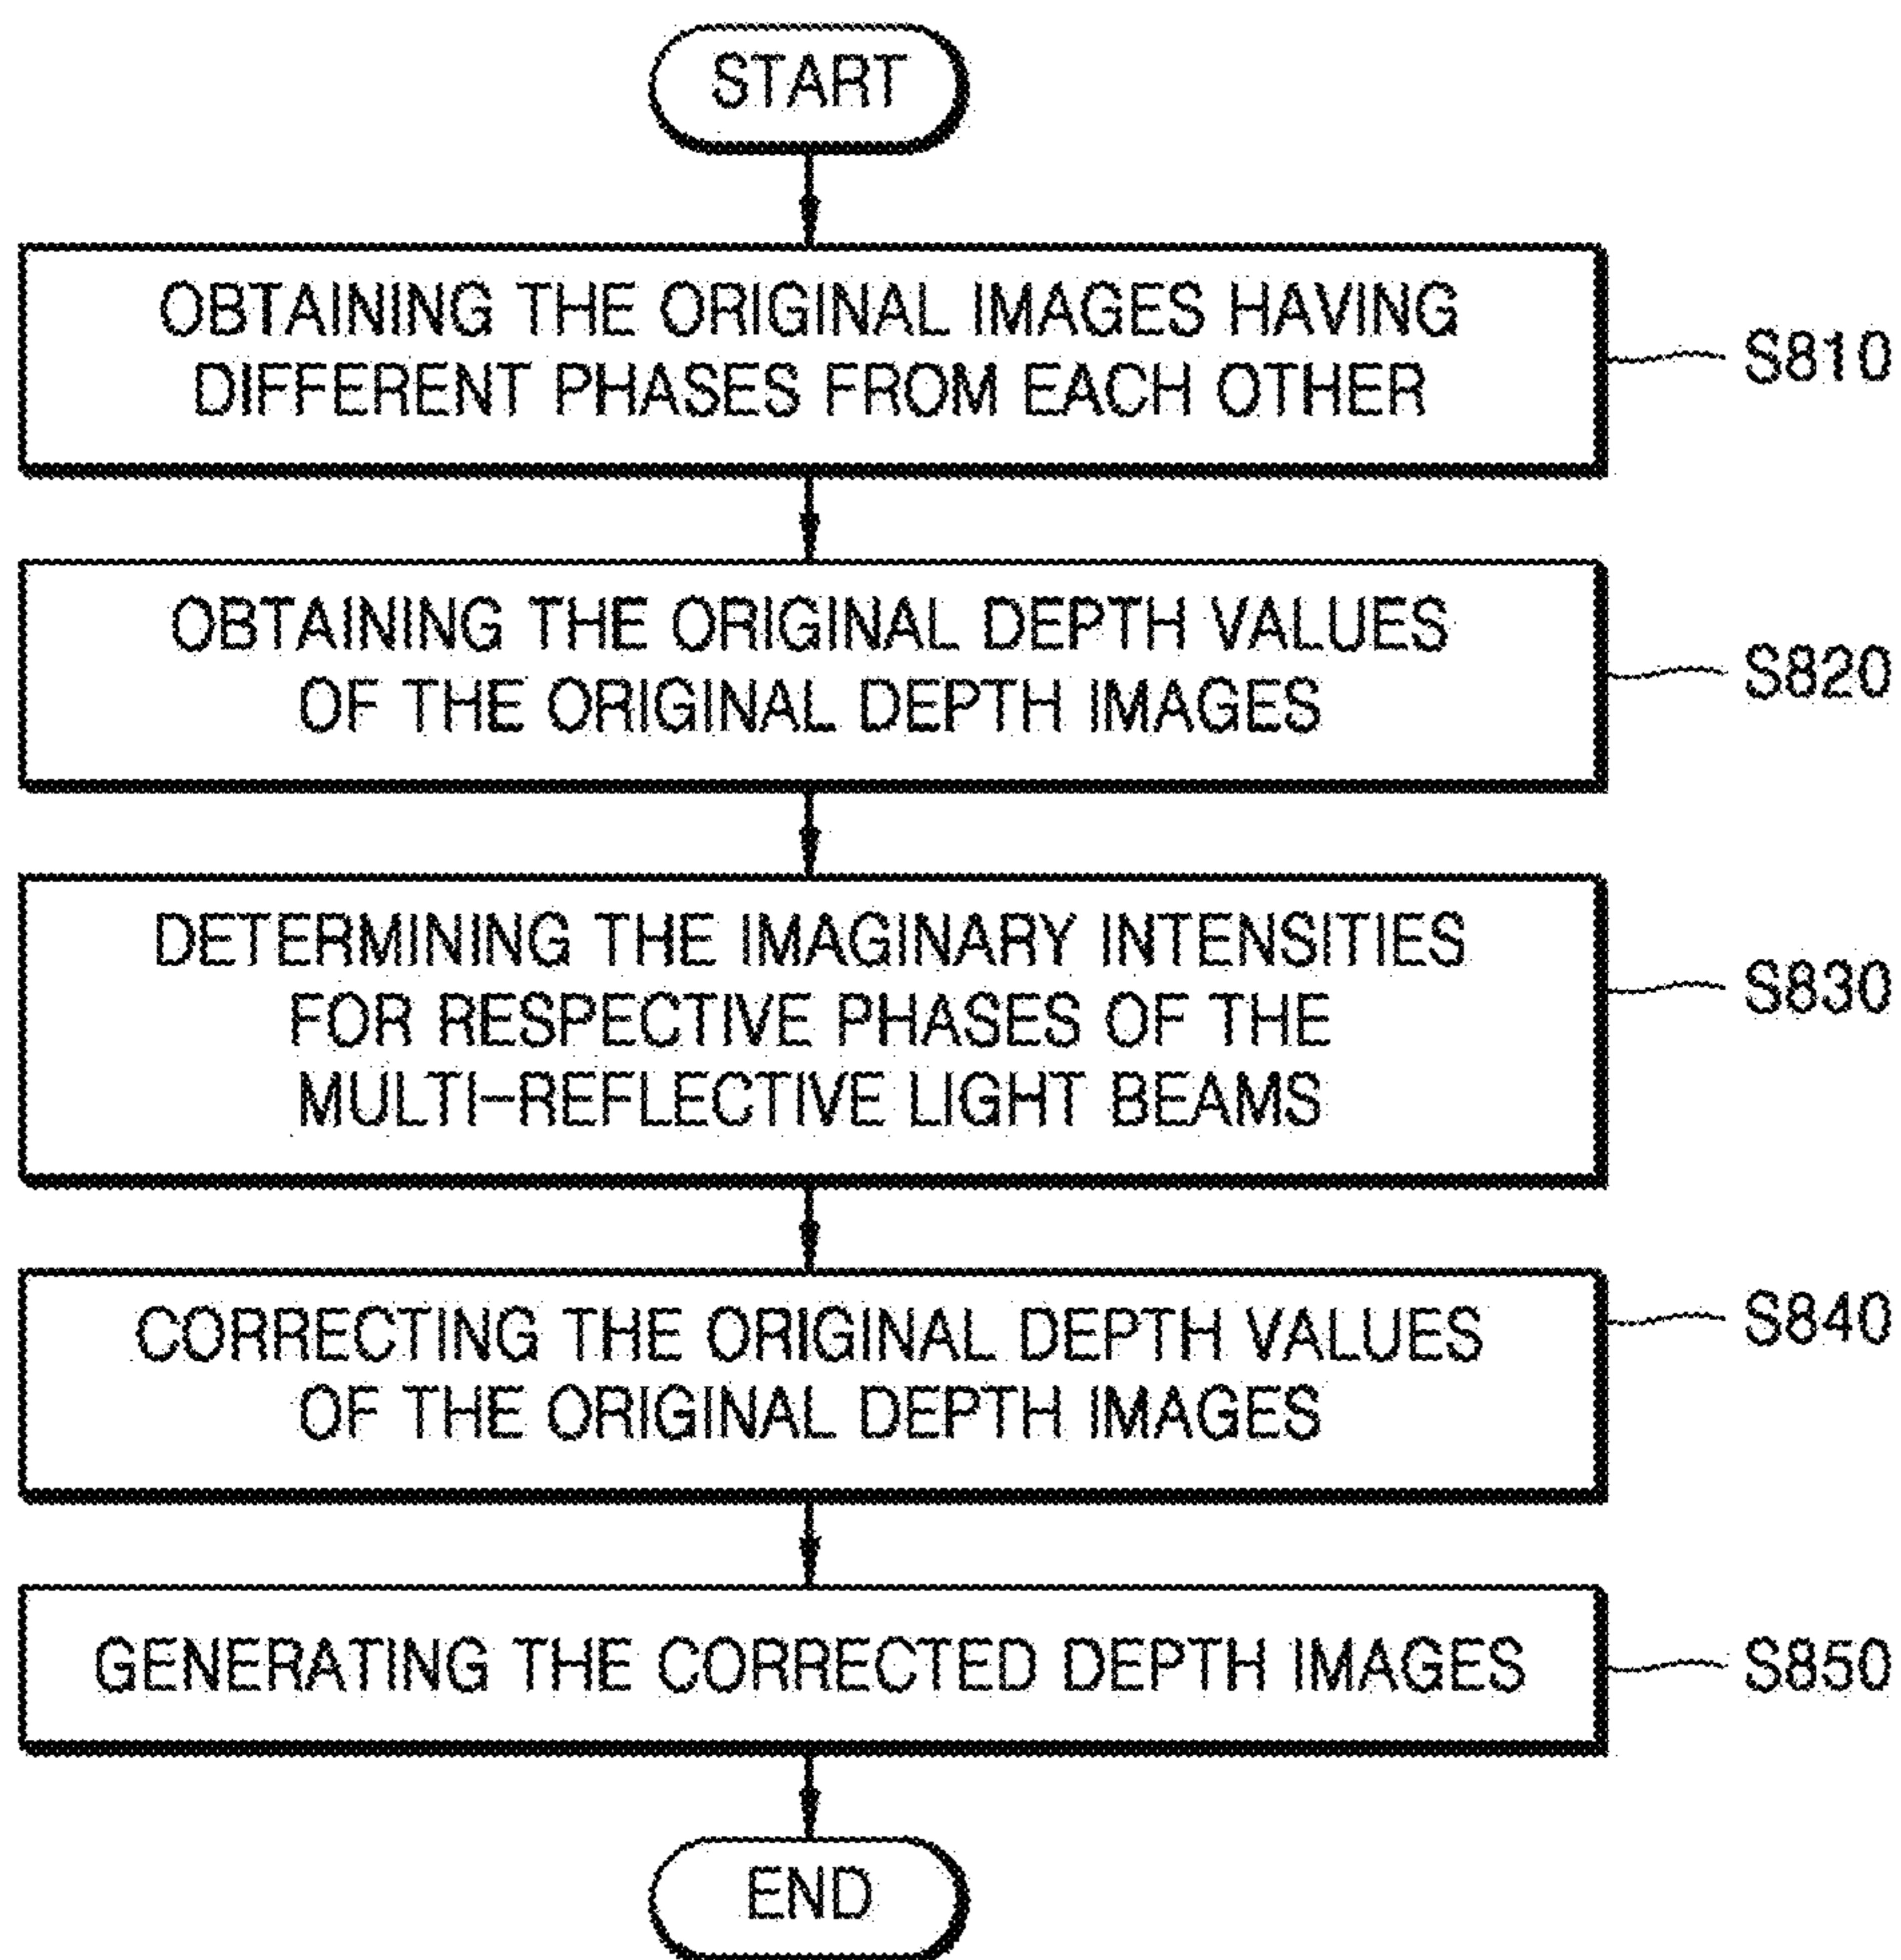 START
OBTAINING THE ORIGINAL IMAGES HAVING
DIFFERENT PHASES FROM EACH OTHER
S810
OBTAINING THE ORIGINAL DEPTH VALUES
OF THE ORIGINAL DEPTH IMAGES
S820
DETERMINING THE IMAGINARY INTENSITIES
FOR RESPECTIVE PHASES OF THE
MULTI-REFLECTIVE LIGHT BEAMS
S830
CORRECTING THE ORIGINAL DEPTH VALUES
OF THE ORIGINAL DEPTH IMAGES
S840
GENERATING THE CORRECTED DEPTH IMAGES
S850
END